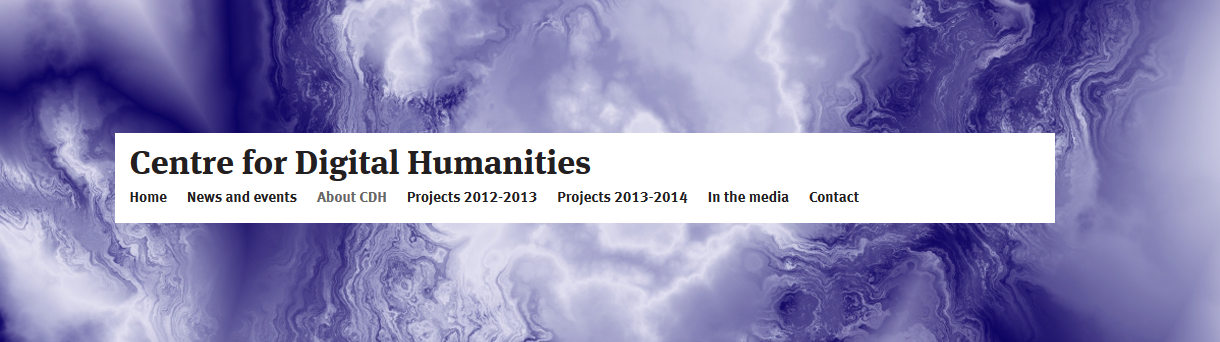 Centre for Digital Humanities
Home News and events About CDH Projects 2012-2013 Projects 2013-2014 In the media Contact